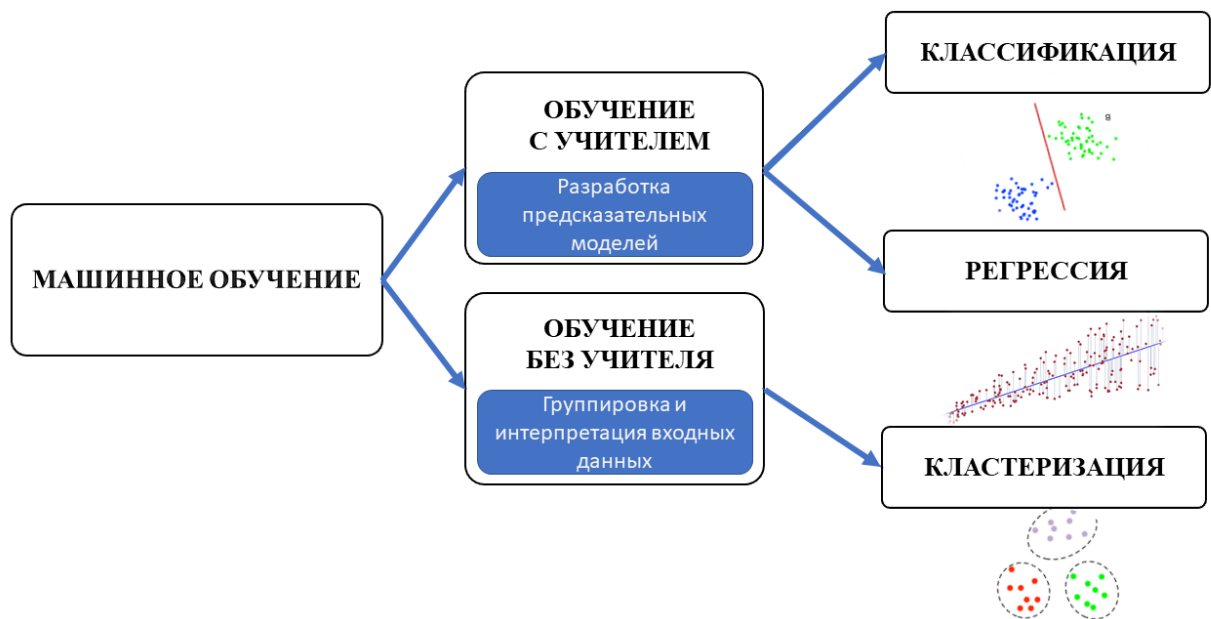 МАШИННОЕ ОБУЧЕНИЕ
ОБУЧЕНИЕ
С УЧИТЕЛЕМ
Разработка
предсказательных
моделей
ОБУЧЕНИЕ
БЕЗ УЧИТЕЛЯ
Группировка и
интерпретация входных
данных
КЛАССИФИКАЦИЯ
РЕГРЕССИЯ
КЛАСТЕРИЗАЦИЯ